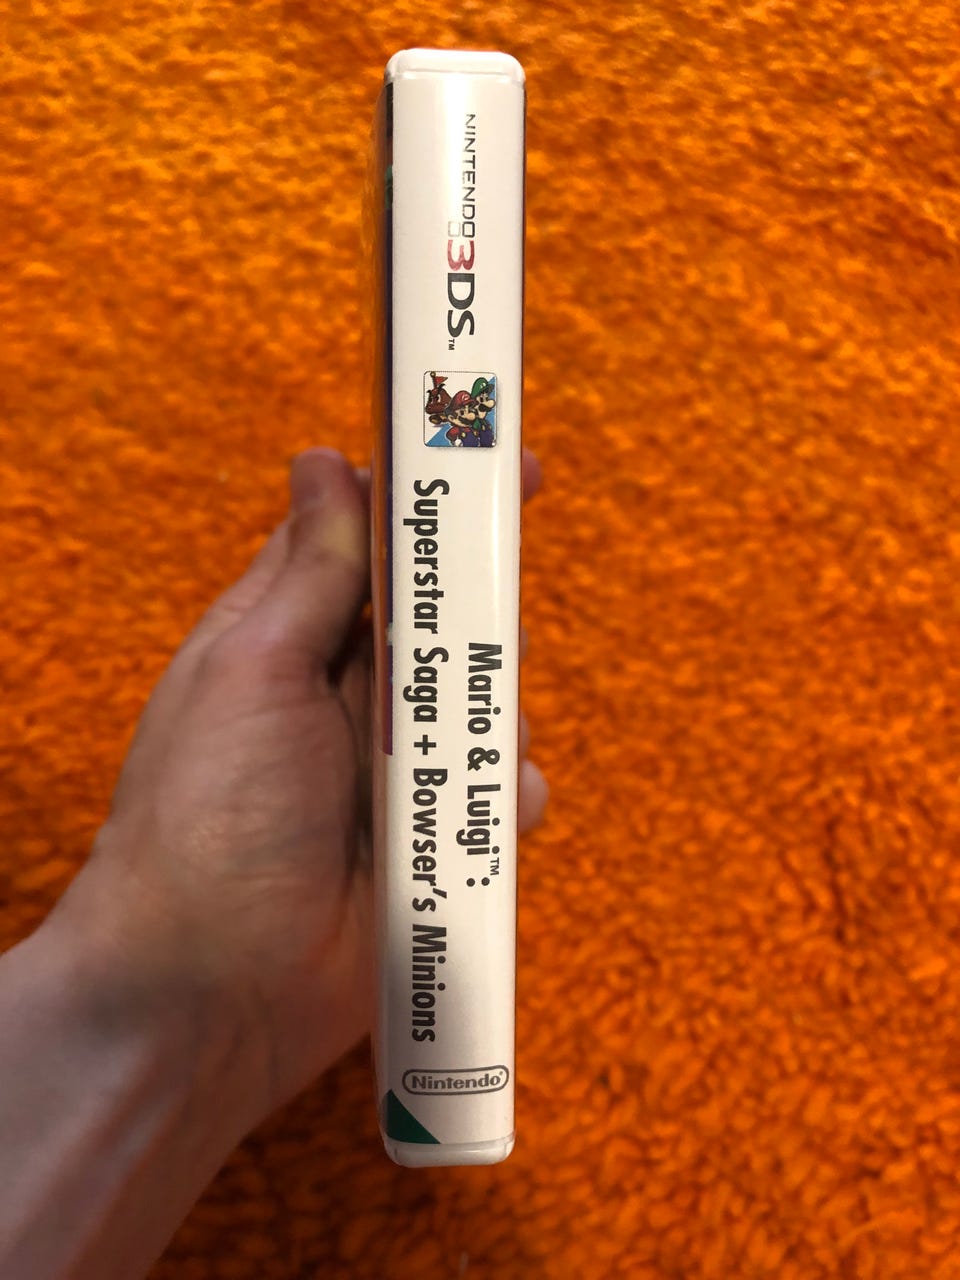 NINTENDO 3DS™
Mario & Luigi™:
Superstar Saga + Bowser's Minions
Nintendo®